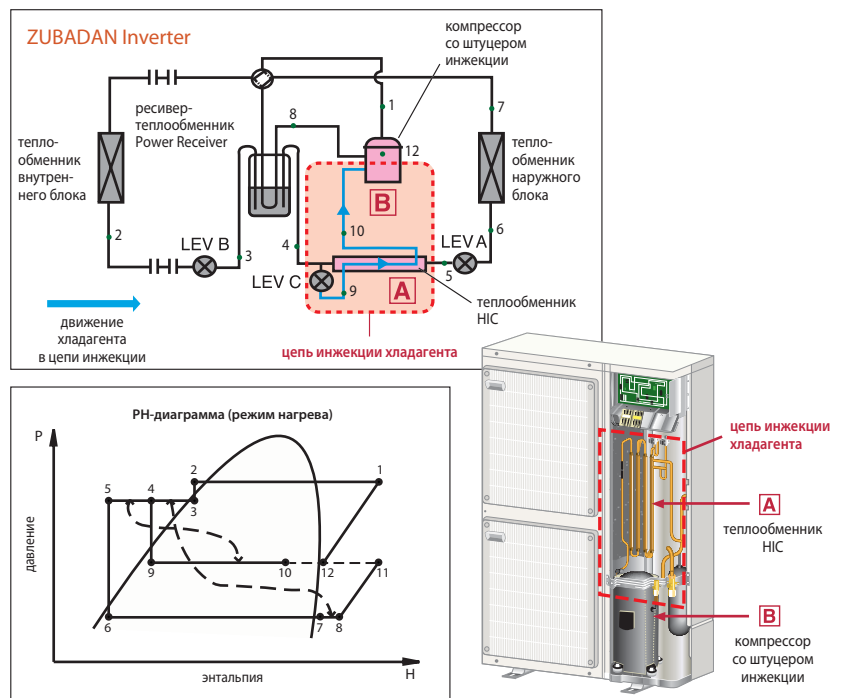 ZUBADAN Inverter
компрессор
со штуцером
инжекции
ресивер-
теплообменник
Power Receiver
8
1
7
12
тепло-
обменник
внутрен-
него блока
тепло-
обменник
наружного
блока
B
2
10
6
LEV B
3
4
LEV A
5
LEV C
9
A
теплообменник
HIC
движение
хладагента
в цепи инжекции
цепь инжекции хладагента
PH-диаграмма (режим нагрева)
P
давление
5
4
2
3
1
9
10
12
11
6
7
8
энтальпия
H
цепь инжекции
хладагента
A
теплообменник
HIC
B
компрессор
со штуцером
инжекции